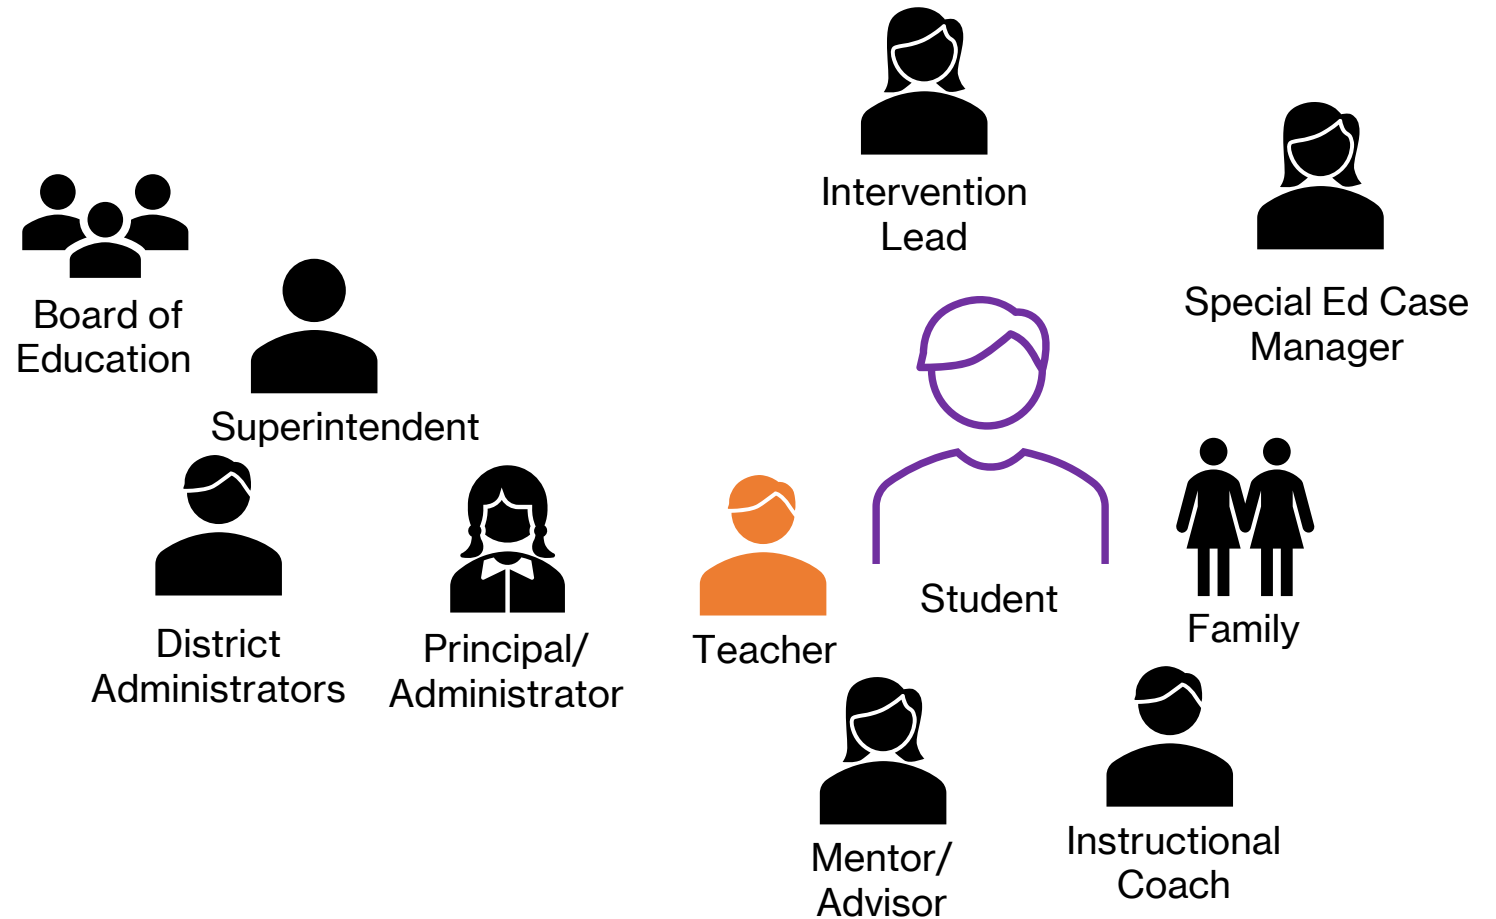 Intervention
Lead
Board of
Education
Special Ed Case
Manager
Superintendent
Student
Family
District
Administrators
Principal/
Administrator
Teacher
Mentor/
Advisor
Instructional
Coach